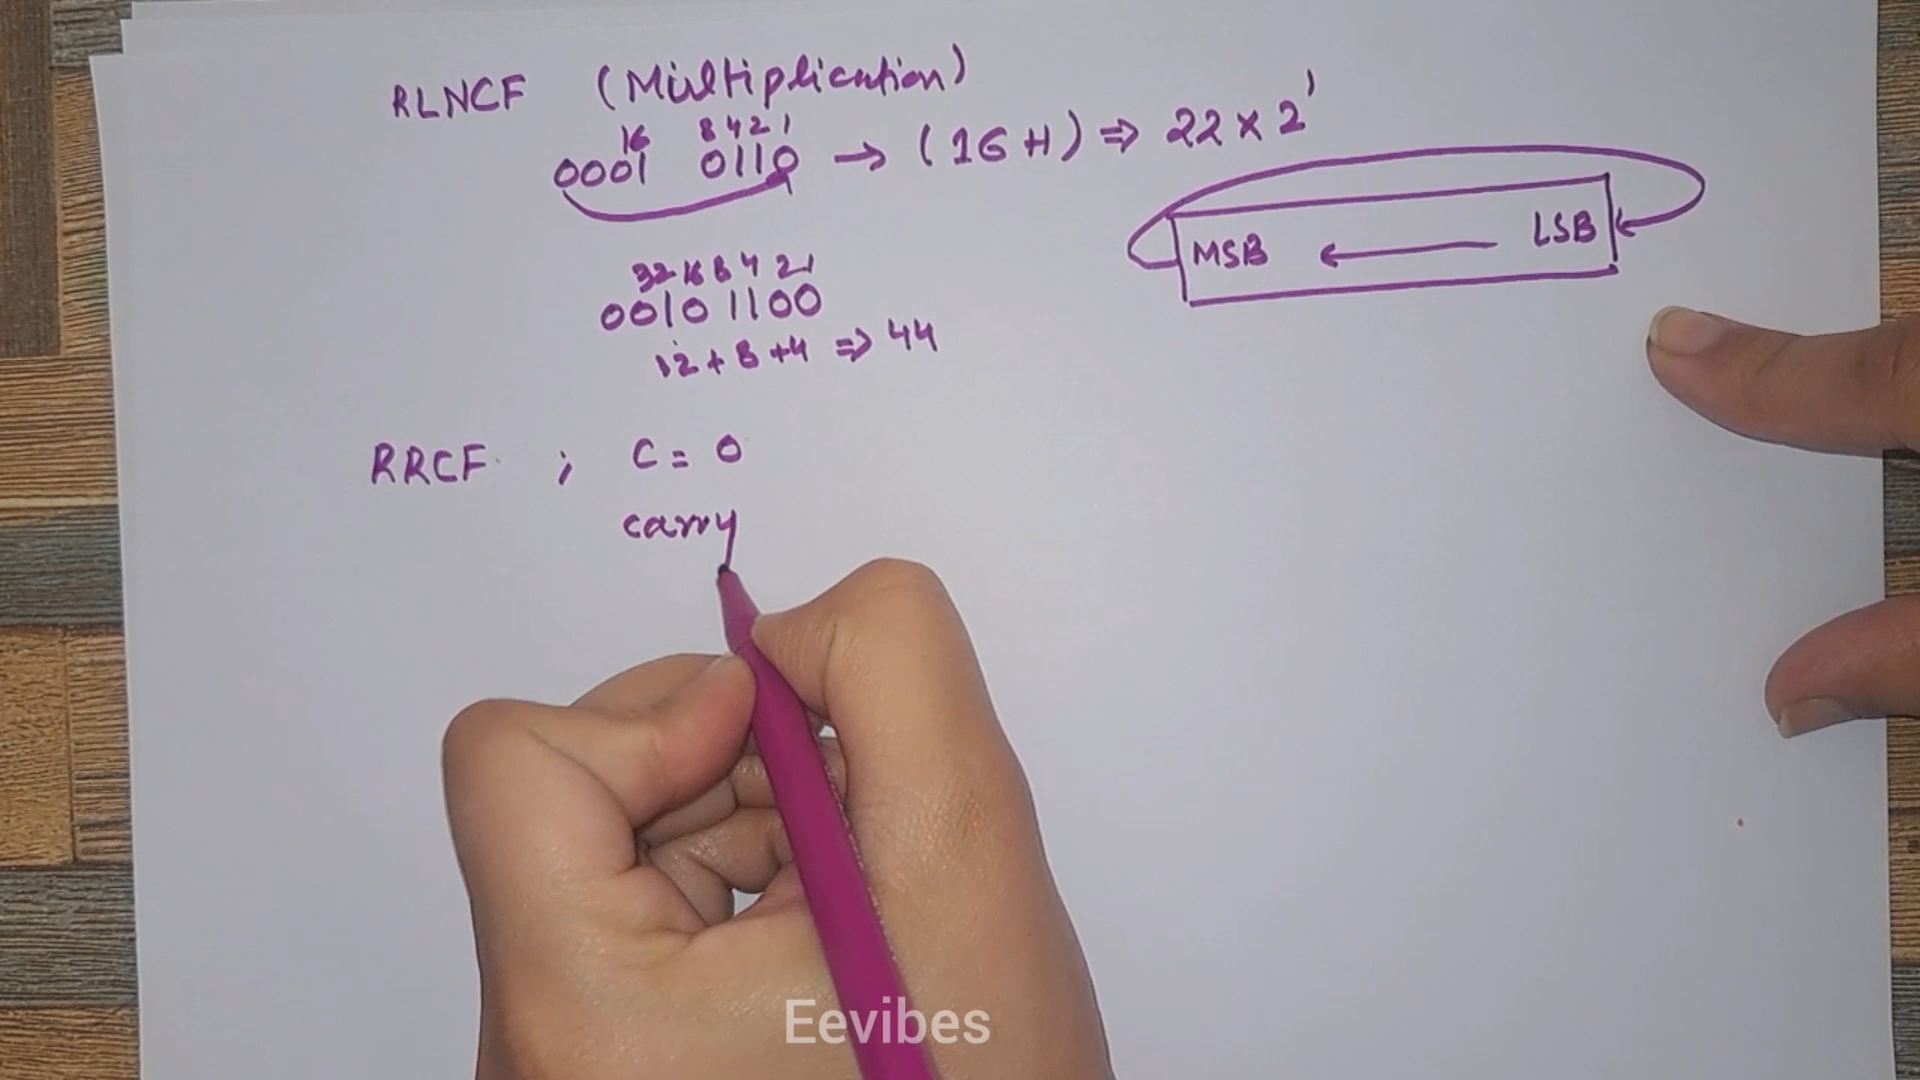 RLNCF (Multiplication)
16 8 4 2 1
0001 0110 → (16 H) ⇒ 22 × 2¹
MSB ← LSB
32 16 8 4 2 1
0010 1100
12 + 8 + 4 ⇒ 44
RRCF ; C = 0
carry
Eevibes